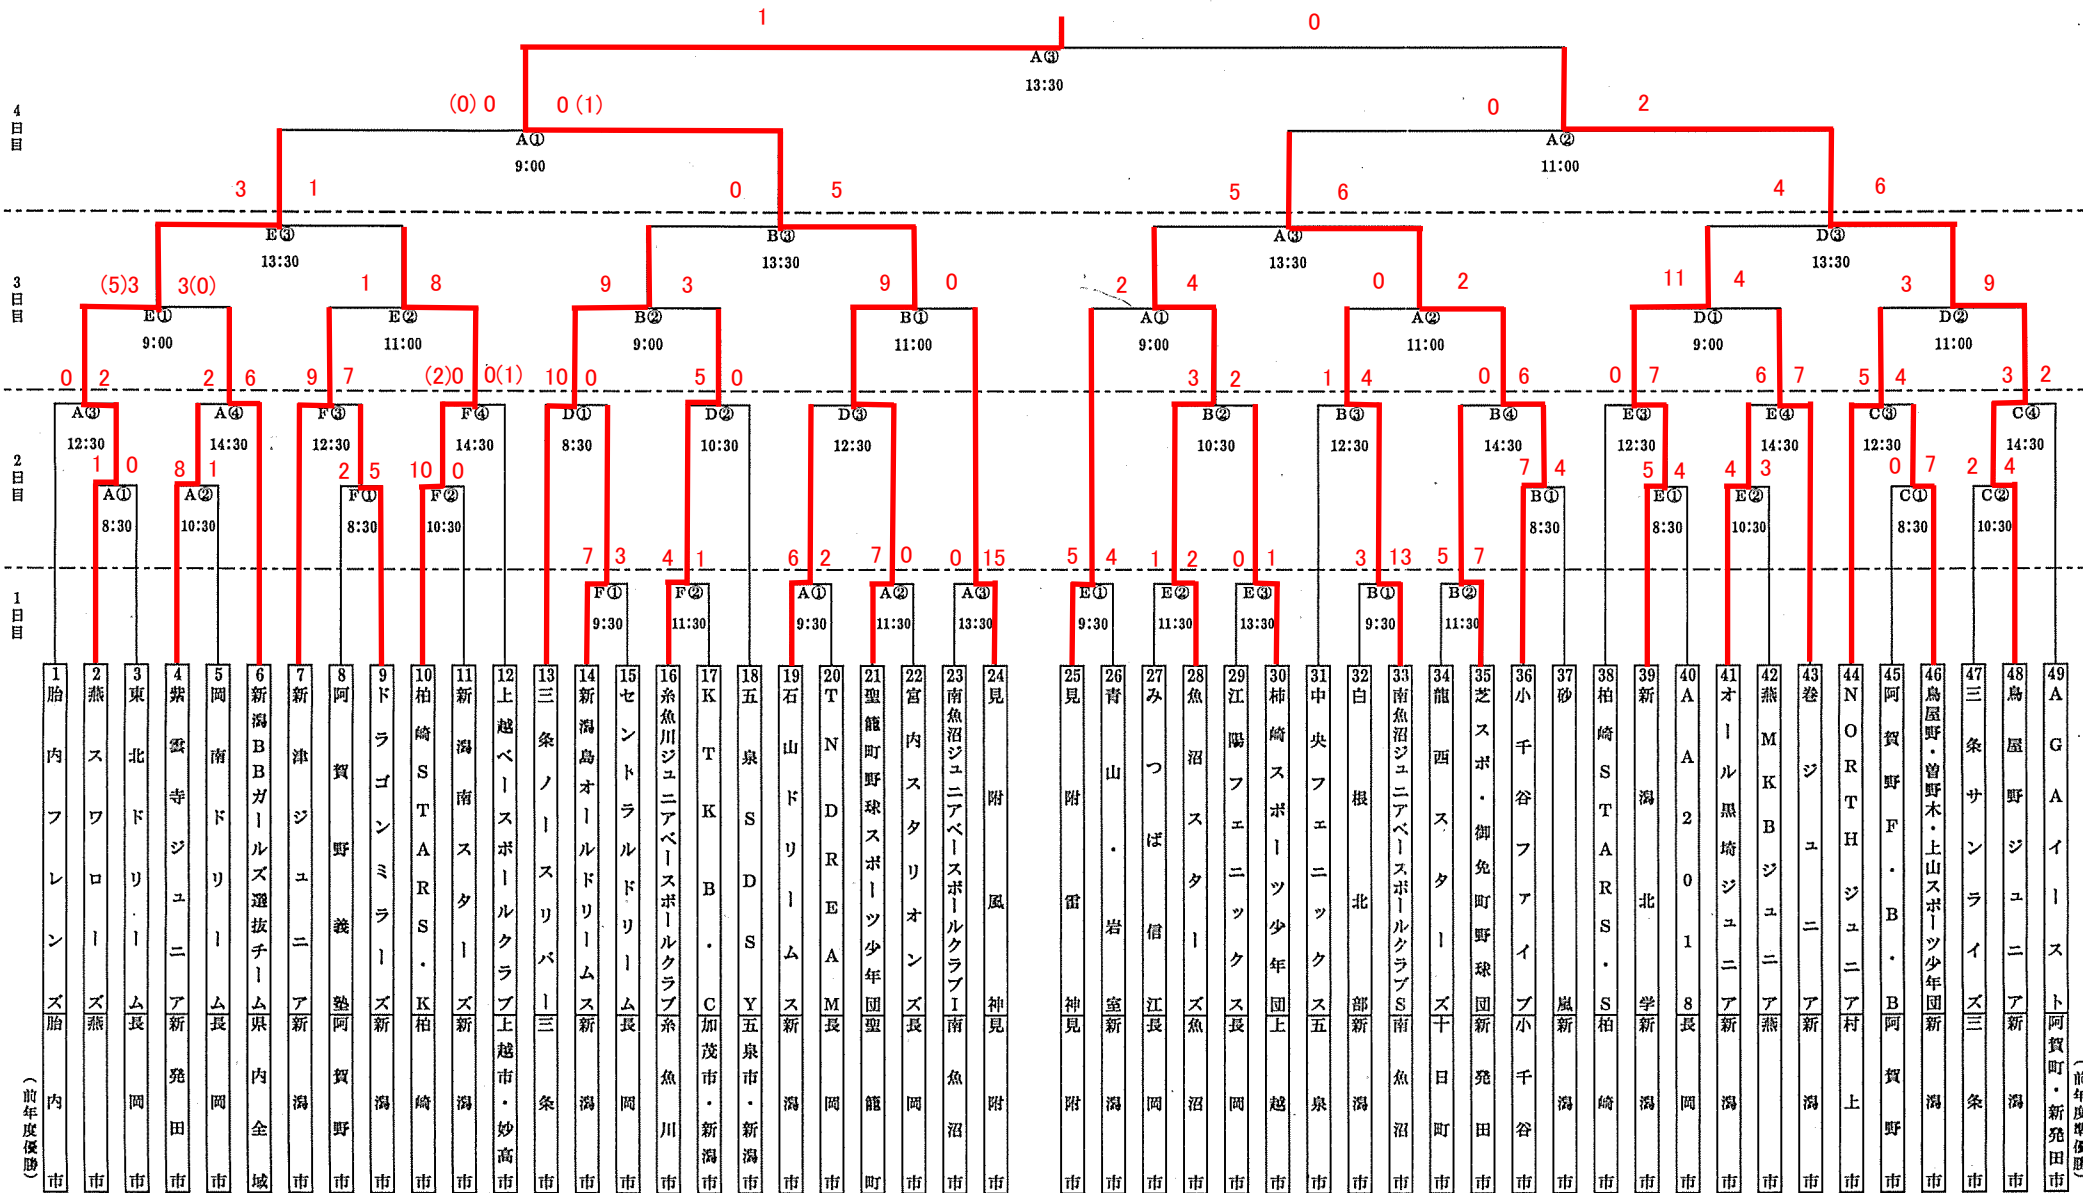 1 0
A③
13:30
4日目
(0) 0 0 (1) 0 2
A① A②
9:00 11:00
3 1 0 5 5 6 4 6
E③ B③ A③ D③
13:30 13:30 13:30 13:30
3日目
(5)3 3(0) 1 8 9 3 9 0 2 4 0 2 11 4 3 9
E① E② B② B① A① A② D① D②
9:00 11:00 9:00 11:00 9:00 11:00 9:00 11:00
0 2 2 6 9 7 (2)0 0(1) 10 0 5 0 3 2 1 4 0 6 0 7 6 7 5 4 3 2
A③ A④ F③ F④ D① D② D③ B② B③ B④ E③ E④ C③ C④
12:30 14:30 12:30 14:30 8:30 10:30 12:30 10:30 12:30 14:30 12:30 14:30 12:30 14:30
2日目
1 0 8 1 2 5 10 0 7 4 5 4 4 3 0 7 2 4
A① A② F① F② B① E① E② C① C②
8:30 10:30 8:30 10:30 8:30 8:30 10:30 8:30 10:30
1日目
7 3 4 1 6 2 7 0 0 15 5 4 1 2 0 1 3 13 5 7
F① F② A① A② A③ E① E② E③ B① B②
9:30 11:30 9:30 11:30 13:30 9:30 11:30 13:30 9:30 11:30
1 胎内フレンズ 胎内市
(前年度優勝)
2 燕スワローズ 燕市
3 東北ドリーム 長岡市
4 紫雲寺ジュニア 新発田市
5 岡南ドリーム 長岡市
6 新潟BBガールズ選抜チーム 県内全域
7 新津ジュニア 新潟市
8 阿賀野義塾 阿賀野市
9 ドラゴンミラーズ 新潟市
10 柏崎STARS・K 柏崎市
11 新潟南スターズ 新潟市
12 上越ベースボールクラブ 上越市・妙高市
13 三条ノースリバー 三条市
14 新潟島オールドリームス 新潟市
15 セントラルドリーム 長岡市
16 糸魚川ジュニアベースボールクラブ 糸魚川市
17 KTKB・C 加茂市・新潟市
18 五泉SDSY 五泉市・新潟市
19 石山ドリームス 新潟市
20 TNDREAM 長岡市
21 聖籠町野球スポーツ少年団 聖籠町
22 宮内スタリオンズ 長岡市
23 南魚沼ジュニアベースボールクラブI 南魚沼市
24 見附風神 見附市
25 見附雷神 見附市
26 青山・岩室 新潟市
27 みつば信江 長岡市
28 魚沼スターズ 魚沼市
29 江陽フェニックス 長岡市
30 柿崎スポーツ少年団 上越市
31 中央フェニックス 五泉市
32 白根北部 新潟市
33 南魚沼ジュニアベースボールクラブS 南魚沼市
34 龍西スターズ 十日町市
35 芝スポ・御免町野球団 新発田市
36 小千谷ファイブ 小千谷市
37 砂嵐 新潟市
38 柏崎STARS・S 柏崎市
39 新潟北学 新潟市
40 AA2018 長岡市
41 オール黒埼ジュニア 新潟市
42 燕MKBジュニア 燕市
43 巻ジュニア 新潟市
44 NORTHジュニア 村上市
45 阿賀野F・B・B 阿賀野市
46 鳥屋野・曽野木・上山スポーツ少年団 新潟市
47 三条サンライズ 三条市
48 鳥屋野ジュニア 新潟市
49 AGAイースト 阿賀町・新発田市
(前年度準優勝)